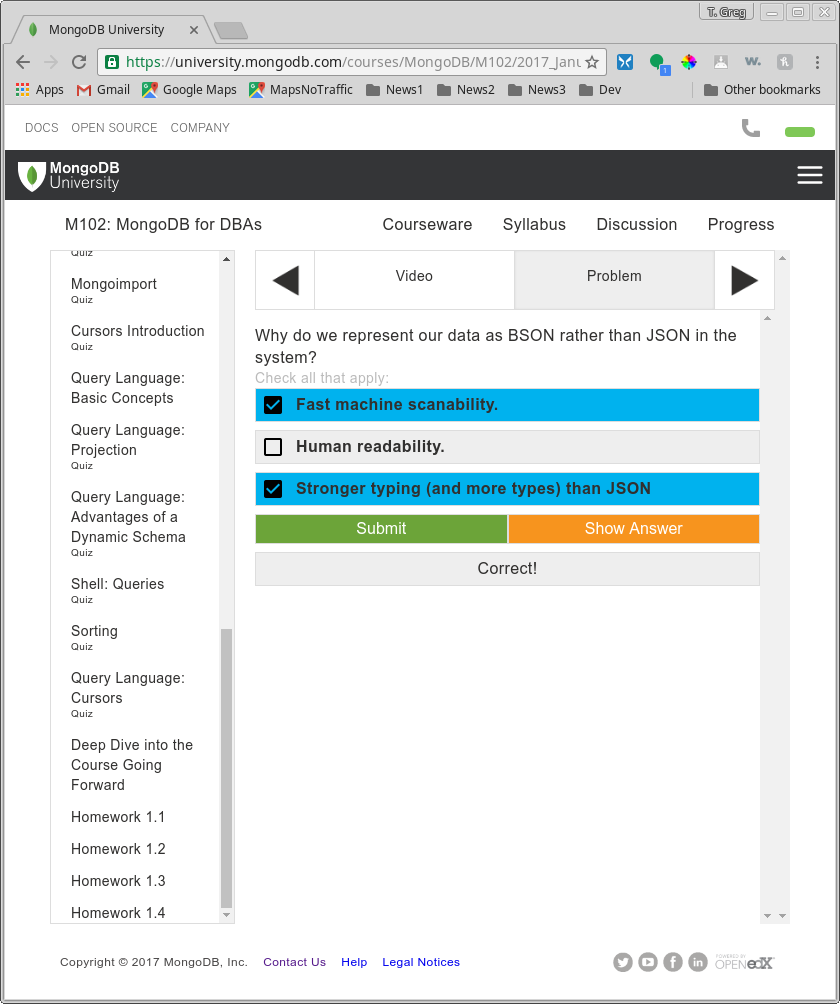 T. Greg
MongoDB University
https://university.mongodb.com/courses/MongoDB/M102/2017_Janu
1
w.
Apps Gmail Google Maps MapsNoTraffic News1 News2 News3 Dev Other bookmarks
DOCS OPEN SOURCE COMPANY
MongoDB
University
M102: MongoDB for DBAs Courseware Syllabus Discussion Progress
Quiz
Mongoimport
Quiz
Cursors Introduction
Quiz
Query Language:
Basic Concepts
Query Language:
Projection
Quiz
Query Language:
Advantages of a
Dynamic Schema
Quiz
Shell: Queries
Quiz
Sorting
Quiz
Query Language:
Cursors
Quiz
Deep Dive into the
Course Going
Forward
Homework 1.1
Homework 1.2
Homework 1.3
Homework 1.4
Video Problem
Why do we represent our data as BSON rather than JSON in the
system?
Check all that apply:
Fast machine scanability.
Human readability.
Stronger typing (and more types) than JSON
Submit Show Answer
Correct!
Copyright © 2017 MongoDB, Inc. Contact Us Help Legal Notices
POWERED BY
OPEN edX